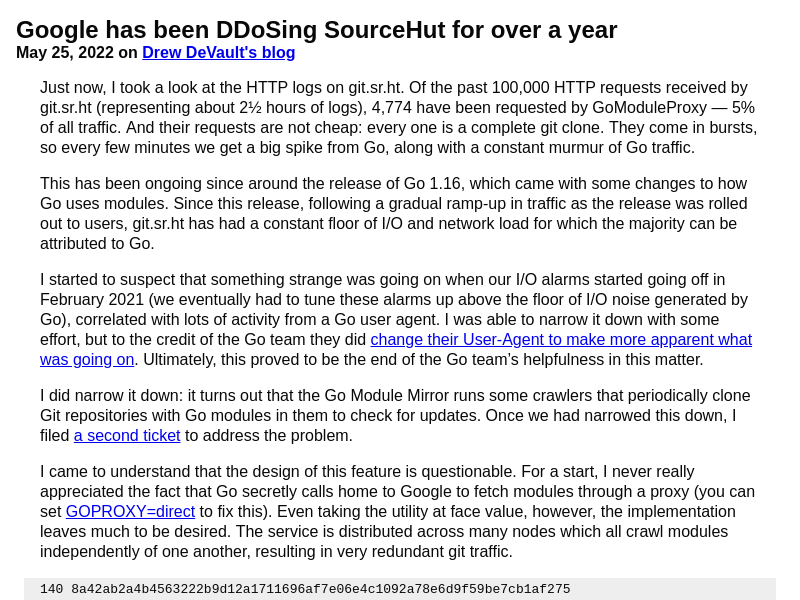 Google has been DDoSing SourceHut for over a year
May 25, 2022 on Drew DeVault's blog
Just now, I took a look at the HTTP logs on git.sr.ht. Of the past 100,000 HTTP requests received by
git.sr.ht (representing about 2½ hours of logs), 4,774 have been requested by GoModuleProxy — 5%
of all traffic. And their requests are not cheap: every one is a complete git clone. They come in bursts,
so every few minutes we get a big spike from Go, along with a constant murmur of Go traffic.
This has been ongoing since around the release of Go 1.16, which came with some changes to how
Go uses modules. Since this release, following a gradual ramp-up in traffic as the release was rolled
out to users, git.sr.ht has had a constant floor of I/O and network load for which the majority can be
attributed to Go.
I started to suspect that something strange was going on when our I/O alarms started going off in
February 2021 (we eventually had to tune these alarms up above the floor of I/O noise generated by
Go), correlated with lots of activity from a Go user agent. I was able to narrow it down with some
effort, but to the credit of the Go team they did change their User-Agent to make more apparent what
was going on. Ultimately, this proved to be the end of the Go team’s helpfulness in this matter.
I did narrow it down: it turns out that the Go Module Mirror runs some crawlers that periodically clone
Git repositories with Go modules in them to check for updates. Once we had narrowed this down, I
filed a second ticket to address the problem.
I came to understand that the design of this feature is questionable. For a start, I never really
appreciated the fact that Go secretly calls home to Google to fetch modules through a proxy (you can
set GOPROXY=direct to fix this). Even taking the utility at face value, however, the implementation
leaves much to be desired. The service is distributed across many nodes which all crawl modules
independently of one another, resulting in very redundant git traffic.
140 8a42ab2a4b4563222b9d12a1711696af7e06e4c1092a78e6d9f59be7cb1af275